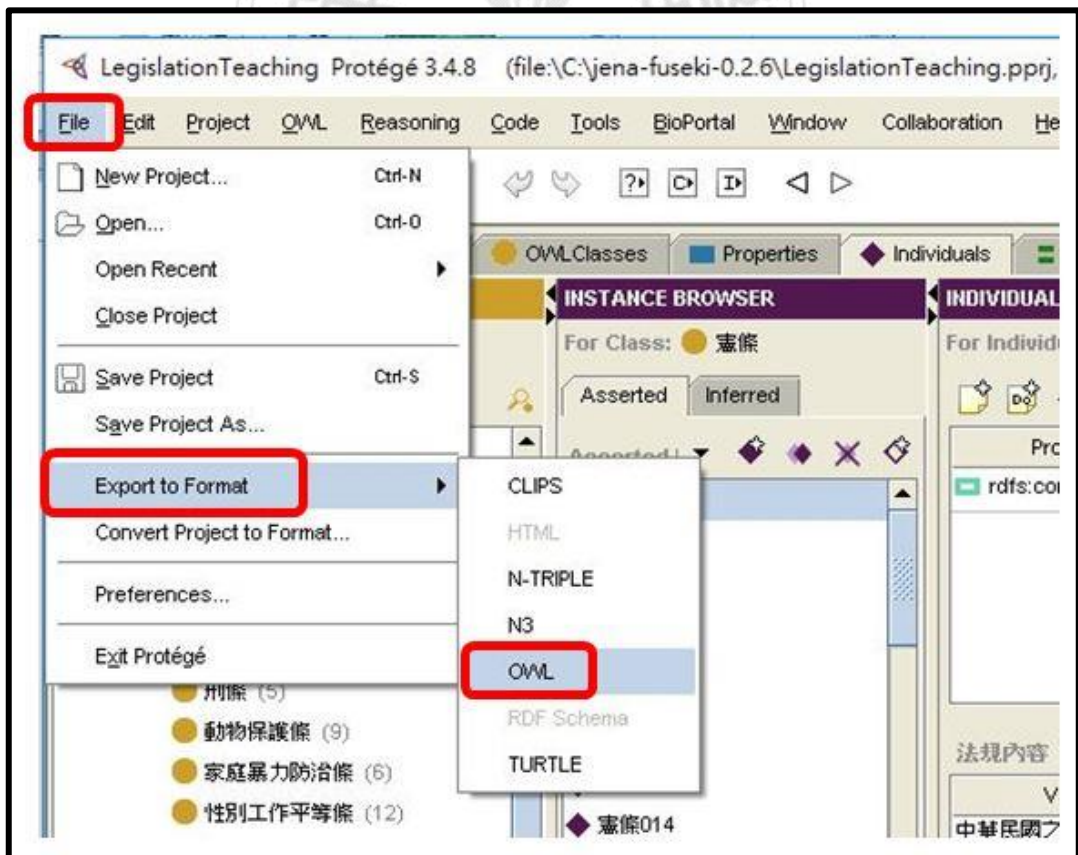 LegislationTeaching Protégé 3.4.8 (file:\C:\jena-fuseki-0.2.6\LegislationTeaching.pprj,
File Edit Project OWL Reasoning Code Tools BioPortal Window Collaboration He
New Project... Ctrl-N
Open... Ctrl-O
Open Recent
Close Project
Save Project Ctrl-S
Save Project As...
Export to Format
Convert Project to Format...
Preferences...
Exit Protégé
OWLClasses Properties Individuals
INSTANCE BROWSER
For Class: 憲條
Asserted Inferred
CLIPS
HTML
N-TRIPLE
N3
OWL
RDF Schema
TURTLE
憲條014
刑條 (5)
動物保護條 (9)
家庭暴力防治條 (6)
性別工作平等條 (12)
INDIVIDUAL
For Individ
Pro
rdfs:cor
法規內容
V
中華民國之